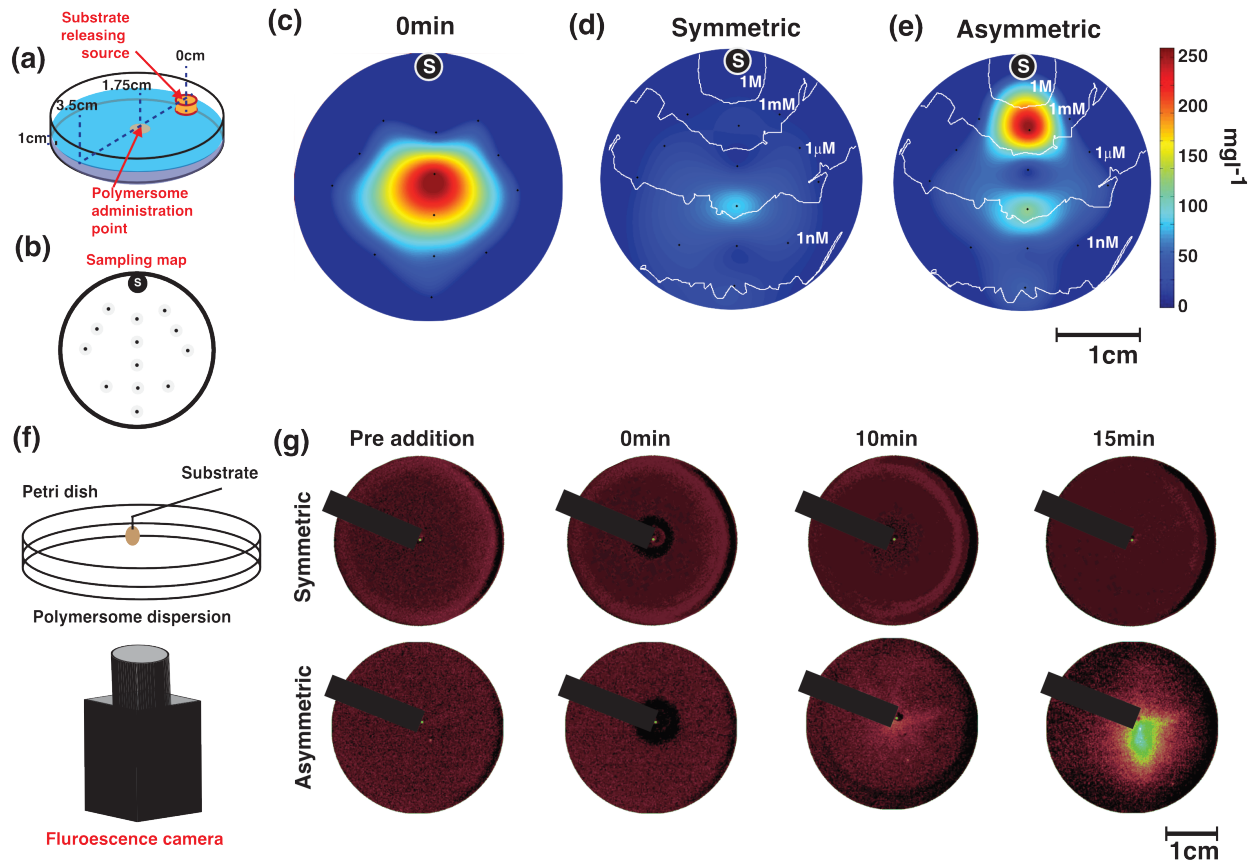 (a)
Substrate
releasing
source
0cm
1.75cm
3.5cm
1cm
Polymersome
administration
point
(b)
Sampling map
S
(c)
0min
S
(d)
Symmetric
S
1M
1mM
1μM
1nM
(e)
Asymmetric
S
1M
1mM
1μM
1nM
250
200
150
100
50
0
mgl⁻¹
1cm
(f)
Substrate
Petri dish
Polymersome dispersion
Fluroescence camera
(g)
Pre addition
0min
10min
15min
Symmetric
Asymmetric
1cm